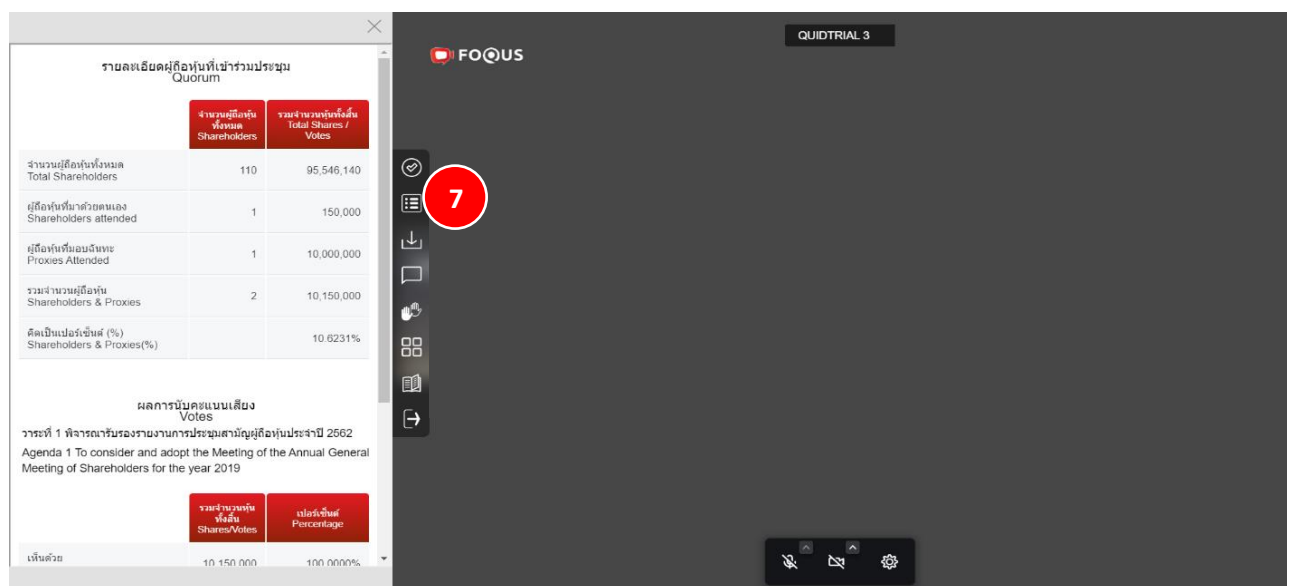 QUIDTRIAL 3
FOQUS
รายละเอียดผู้ถือหุ้นที่เข้าร่วมประชุม
Quorum
จำนวนผู้ถือหุ้น
ทั้งหมด
Shareholders
รวมจำนวนหุ้นทั้งสิ้น
Total Shares /
Votes
จำนวนผู้ถือหุ้นทั้งหมด
Total Shareholders
110
95,546,140
ผู้ถือหุ้นที่มาด้วยตนเอง
Shareholders attended
1
150,000
ผู้ถือหุ้นที่มอบฉันทะ
Proxies Attended
1
10,000,000
รวมจำนวนผู้ถือหุ้น
Shareholders & Proxies
2
10,150,000
คิดเป็นเปอร์เซ็นต์ (%)
Shareholders & Proxies(%)
10.6231%
ผลการนับคะแนนเสียง
Votes
วาระที่ 1 พิจารณารับรองรายงานการประชุมสามัญผู้ถือหุ้นประจำปี 2562
Agenda 1 To consider and adopt the Meeting of the Annual General
Meeting of Shareholders for the year 2019
รวมจำนวนหุ้น
ทั้งสิ้น
Shares/Votes
เปอร์เซ็นต์
Percentage
เห็นด้วย
10,150,000
100.0000%
7